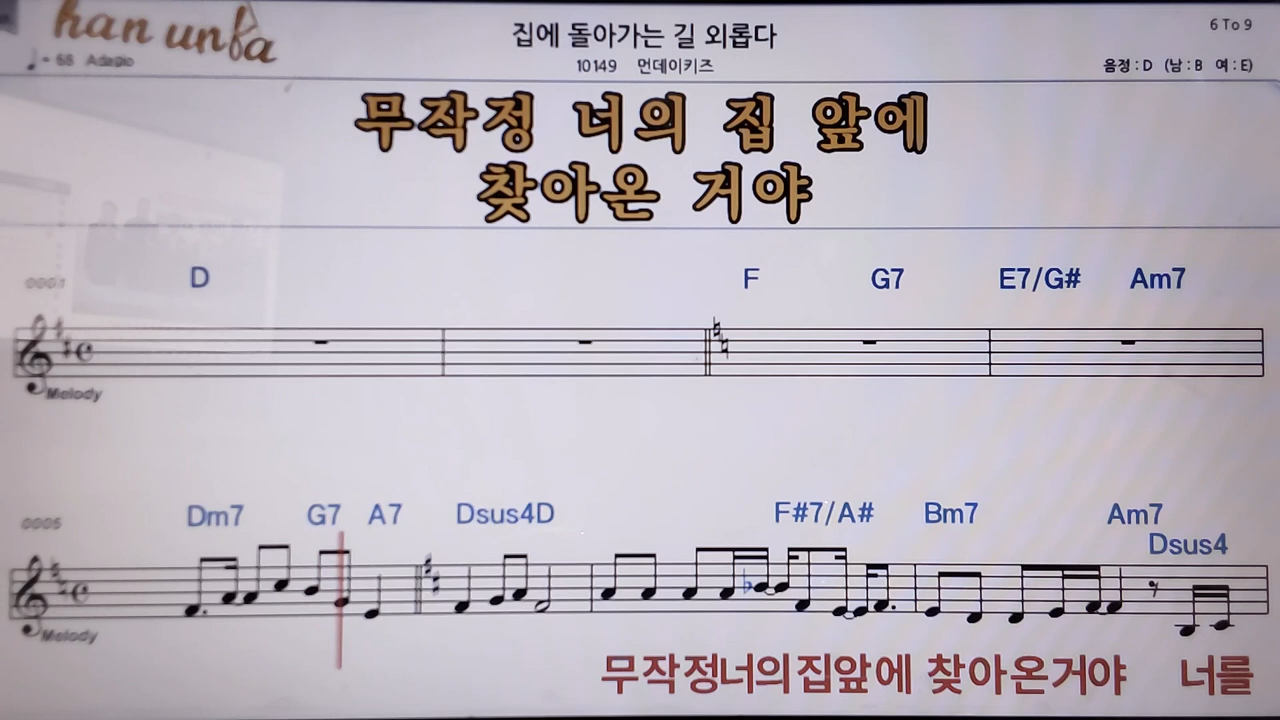 han unfa
집에 돌아가는 길 외롭다
6 To 9
♩= 68 Adagio
10149 먼데이키즈
음정 : D (남 : B 여 : E)
무작정 너의 집 앞에
찾아온 거야
0001 D F G7 E7/G# Am7
Melody
0005 Dm7 G7 A7 Dsus4 D F#7/A# Bm7 Am7
Dsus4
Melody
무작정너의집앞에 찾아온거야 너를